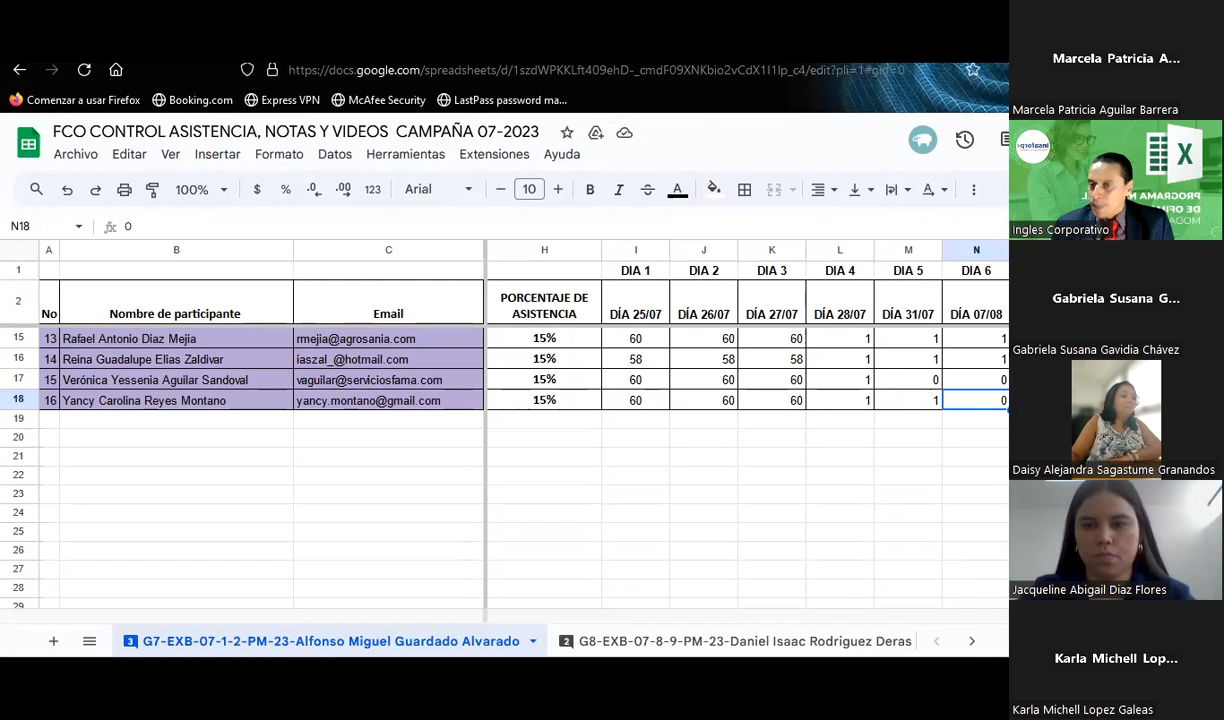 https://docs.google.com/spreadsheets/d/1szdWPKKLft409ehD-_cmdF09XNKbio2vCdX1I1Ip_c4/edit?pli=1#gid=0
Comenzar a usar Firefox Booking.com Express VPN McAfee Security LastPass password ma...
FCO CONTROL ASISTENCIA, NOTAS Y VIDEOS CAMPAÑA 07-2023
Archivo Editar Ver Insertar Formato Datos Herramientas Extensiones Ayuda
100% $ % .0 .00 123 Arial 10 B I S A
N18 fx 0
A B C H I J K L M N
1 DIA 1 DIA 2 DIA 3 DIA 4 DIA 5 DIA 6
2 No Nombre de participante Email PORCENTAJE DE ASISTENCIA DÍA 25/07 DÍA 26/07 DÍA 27/07 DÍA 28/07 DÍA 31/07 DÍA 07/08
15 13 Rafael Antonio Diaz Mejia rmejia@agrosania.com 15% 60 60 60 1 1 1
16 14 Reina Guadalupe Elias Zaldivar iaszal_@hotmail.com 15% 58 58 58 1 1 1
17 15 Verónica Yessenia Aguilar Sandoval vaguilar@serviciosfama.com 15% 60 60 60 1 0 0
18 16 Yancy Carolina Reyes Montano yancy.montano@gmail.com 15% 60 60 60 1 1 0
19
20
21
22
23
24
25
26
27
28
29
3 G7-EXB-07-1-2-PM-23-Alfonso Miguel Guardado Alvarado 2 G8-EXB-07-8-9-PM-23-Daniel Isaac Rodriguez Deras
Marcela Patricia A...
Marcela Patricia Aguilar Barrera
Insaforp
X
PROGRAMA N
DE OFI
MODA
Ingles Corporativo
Gabriela Susana G...
Gabriela Susana Gavidia Chávez
Daisy Alejandra Sagastume Granandos
Jacqueline Abigail Diaz Flores
Karla Michell Lop...
Karla Michell Lopez Galeas